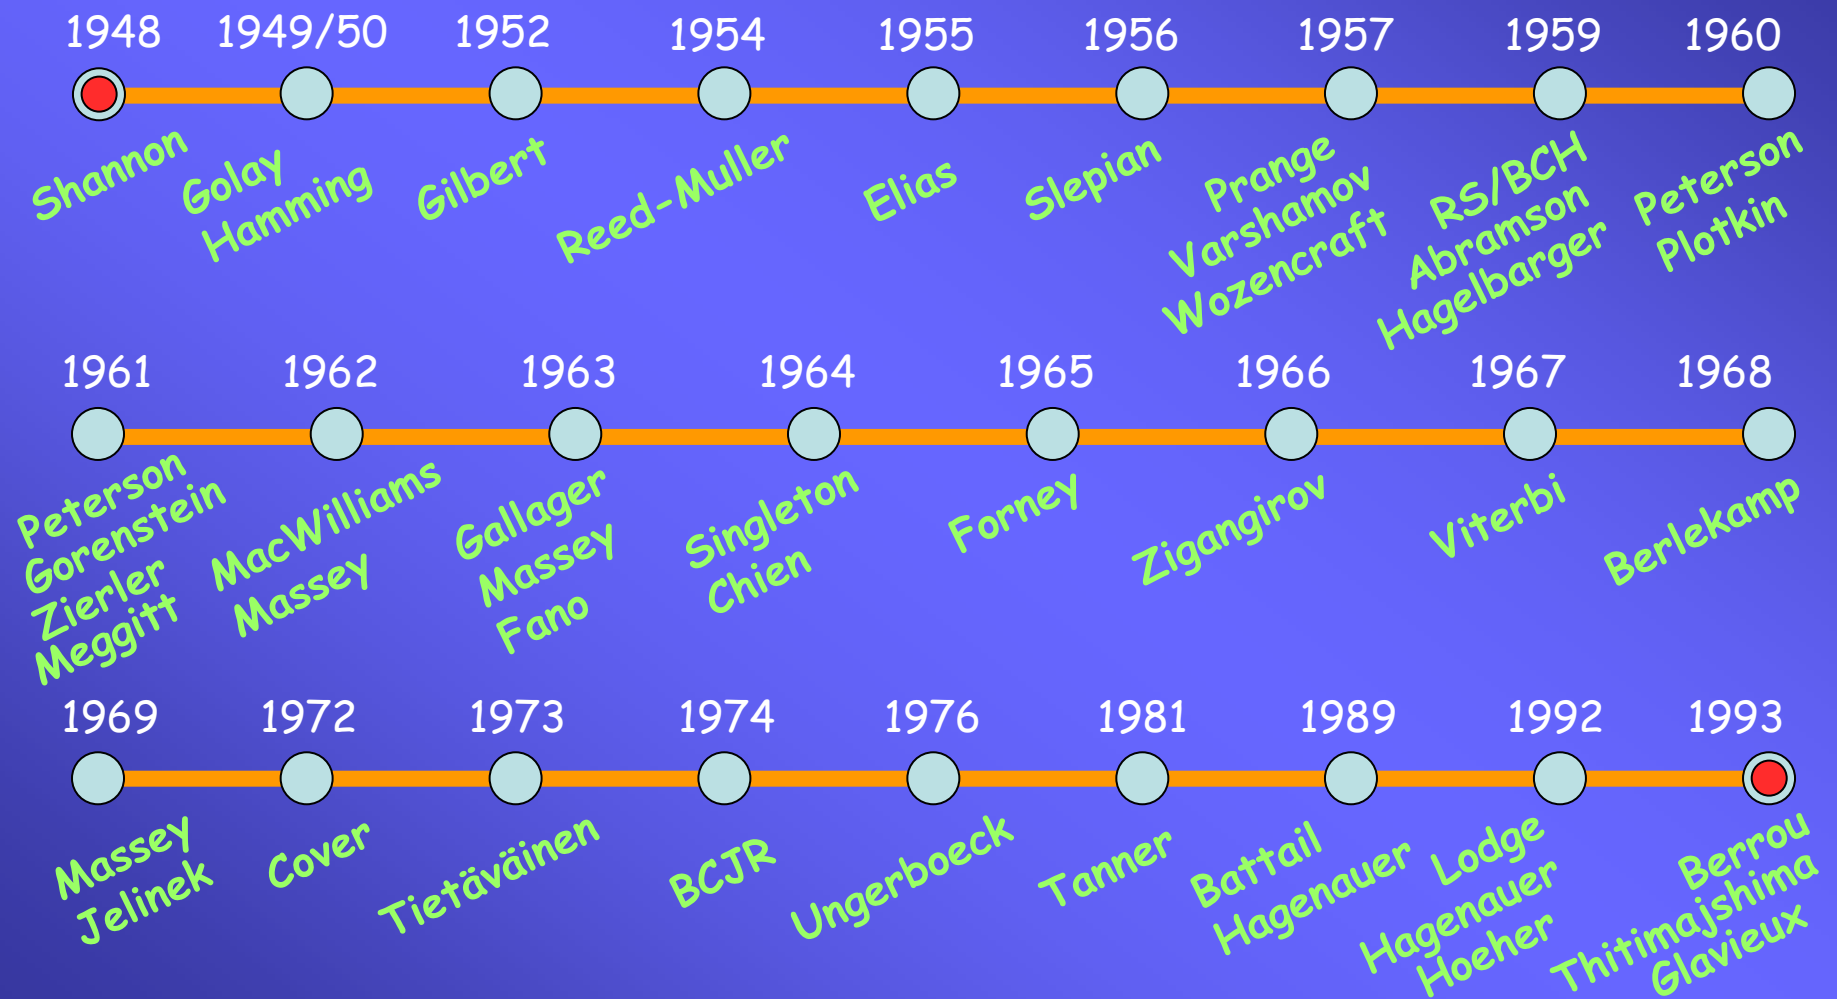 1948 1949/50 1952 1954 1955 1956 1957 1959 1960
Shannon
Golay
Hamming
Gilbert
Reed-Muller
Elias
Slepian
Prange
Varshamov
Wozencraft
RS/BCH
Abramson
Hagelbarger
Peterson
Plotkin
1961 1962 1963 1964 1965 1966 1967 1968
Peterson
Gorenstein
Zierler
Meggitt
MacWilliams
Massey
Gallager
Massey
Fano
Singleton
Chien
Forney
Zigangirov
Viterbi
Berlekamp
1969 1972 1973 1974 1976 1981 1989 1992 1993
Massey
Jelinek
Cover
Tietäväinen
BCJR
Ungerboeck
Tanner
Battail
Hagenauer
Lodge
Hagenauer
Hoeher
Berrou
Thitimajshima
Glavieux